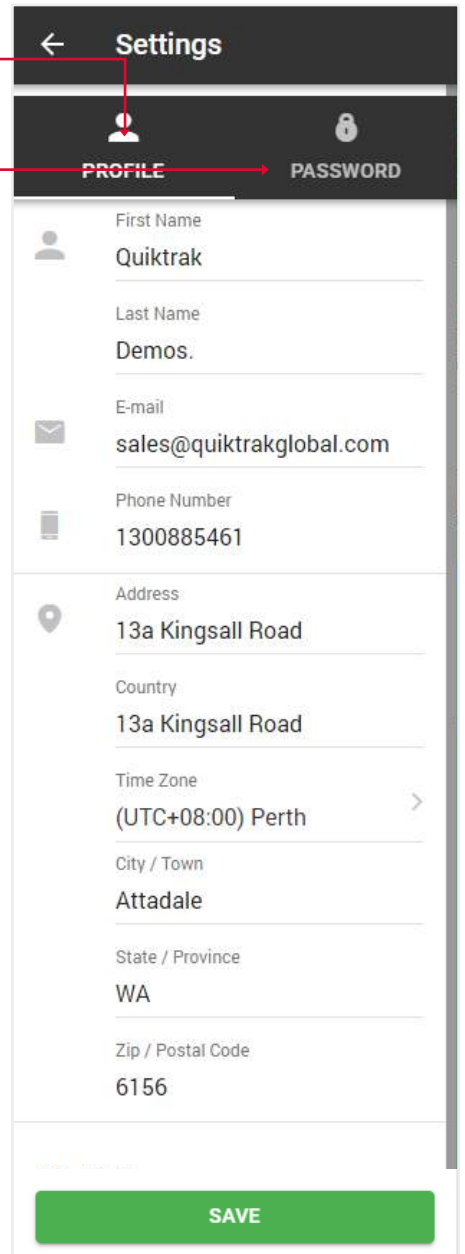 Settings
PROFILE PASSWORD
First Name
Quiktrak
Last Name
Demos.
E-mail
sales@quiktrakglobal.com
Phone Number
1300885461
Address
13a Kingsall Road
Country
13a Kingsall Road
Time Zone
(UTC+08:00) Perth
City / Town
Attadale
State / Province
WA
Zip / Postal Code
6156
SAVE